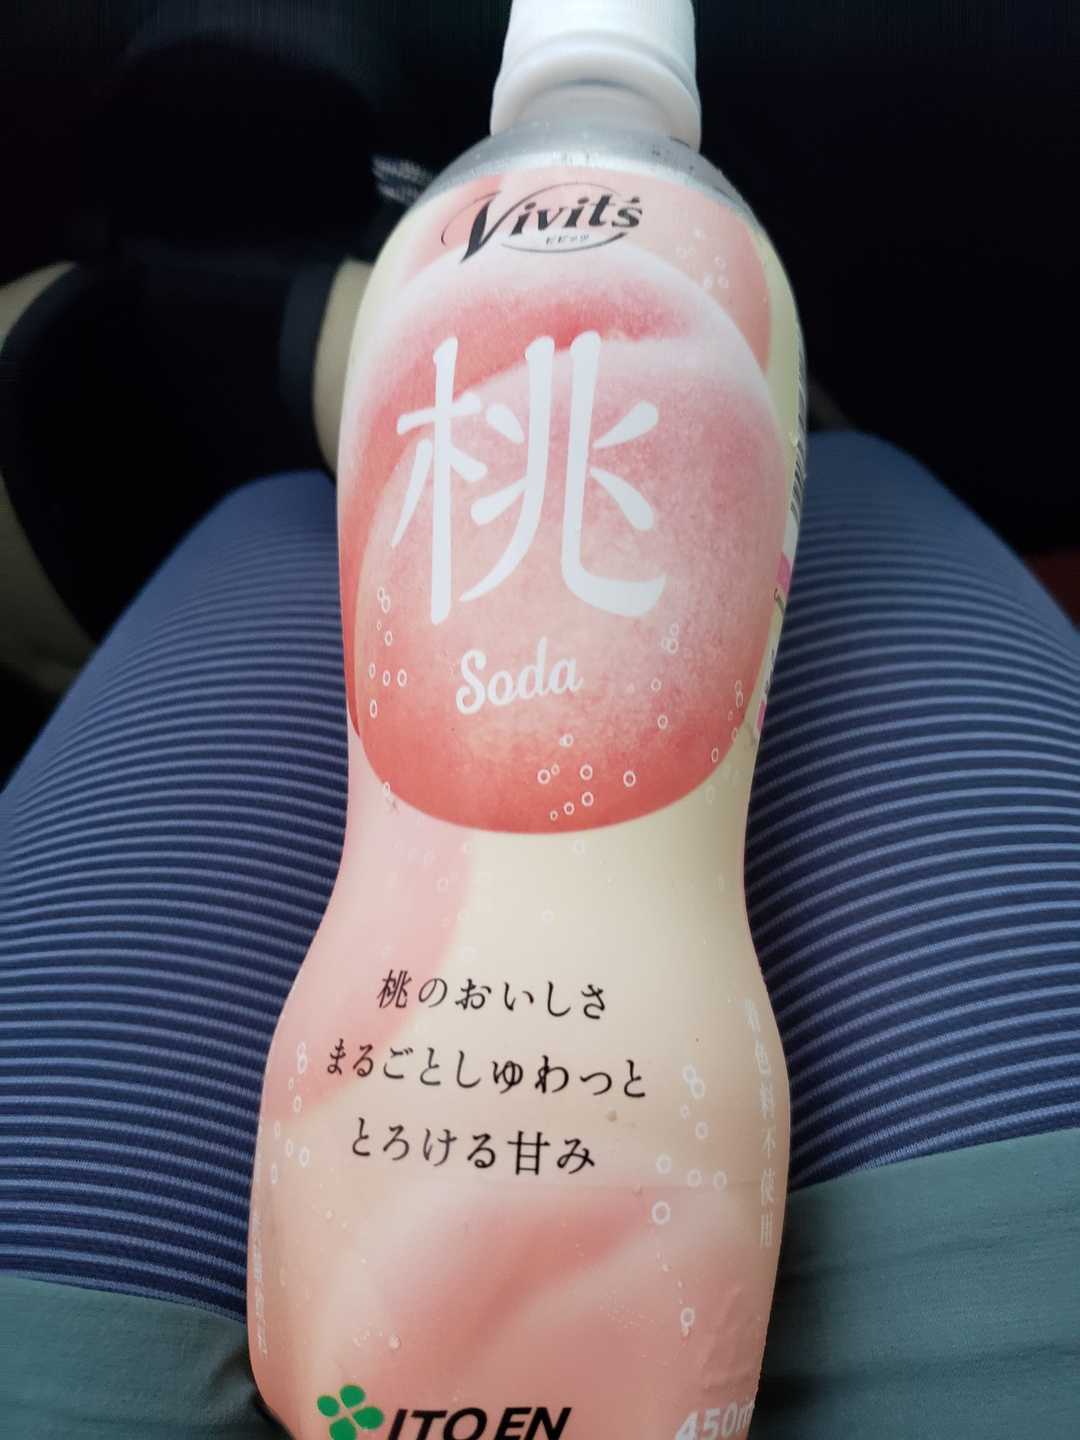 Vivit's
ビビッツ
桃
Soda
桃のおいしさ
まるごとしゅわっと
とろける甘み
着色料不使用
ITO EN
450m